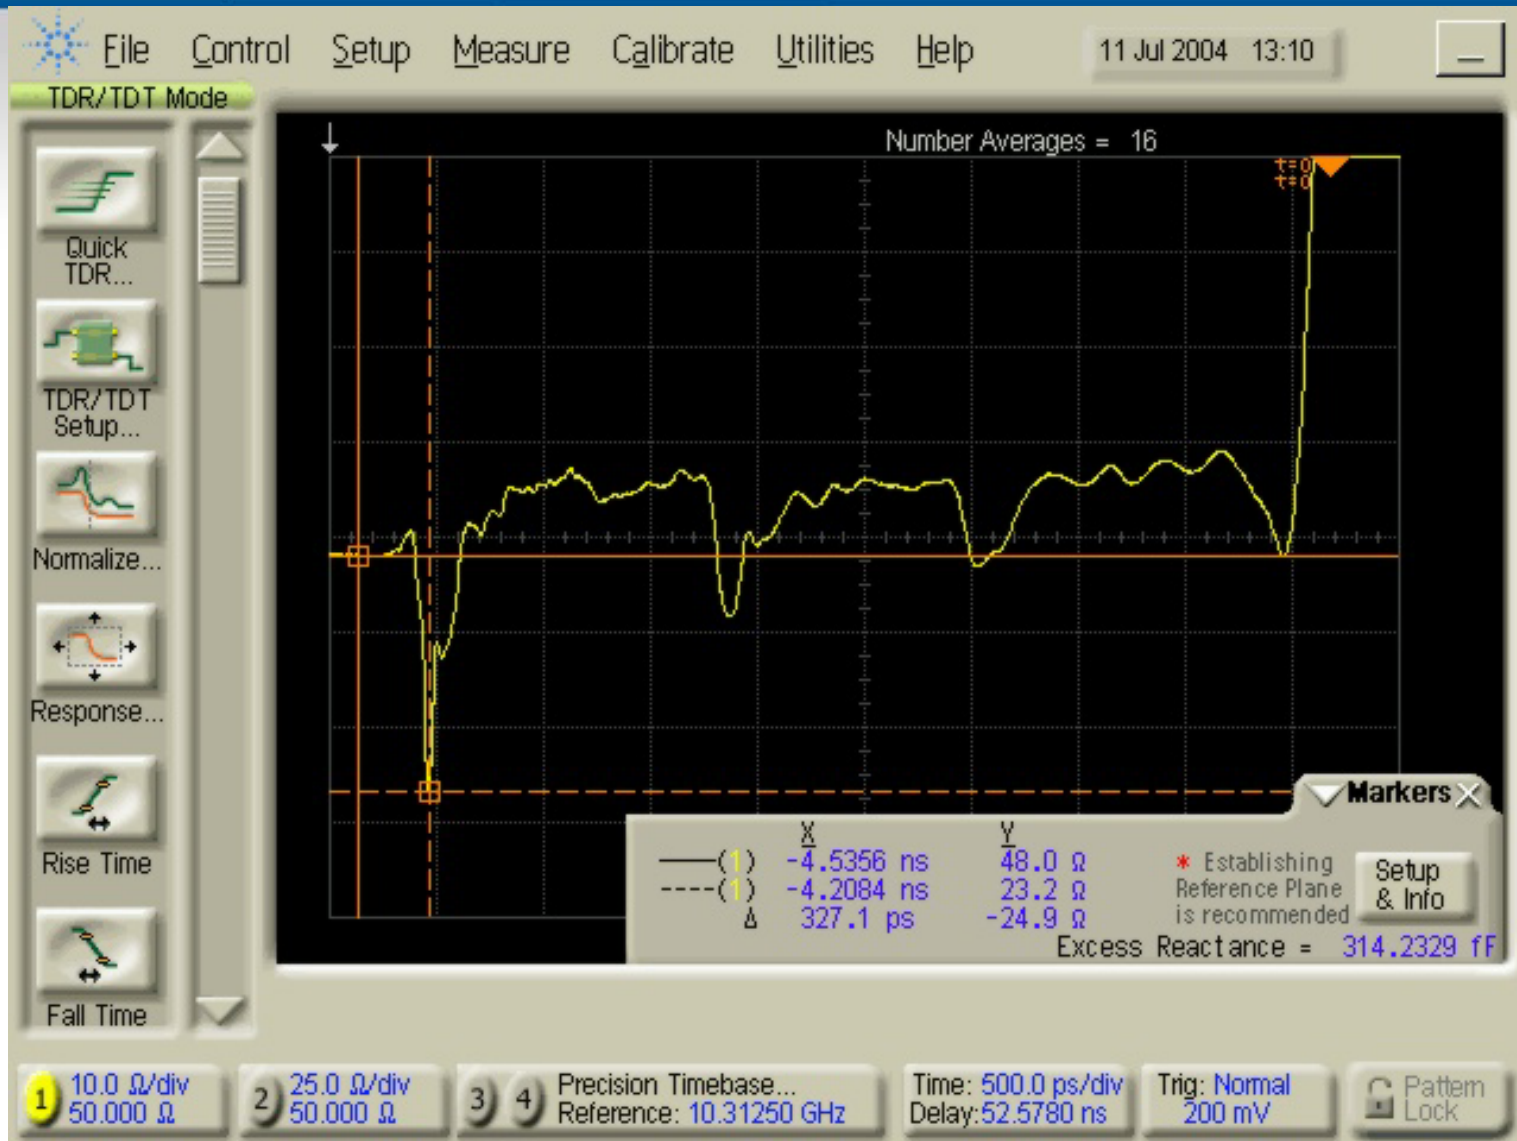 File Control Setup Measure Calibrate Utilities Help 11 Jul 2004 13:10
TDR/TDT Mode
Number Averages = 16
t=0
t=0
Quick
TDR...
TDR/TDT
Setup...
Normalize...
Response...
Rise Time
Fall Time
Markers
X Y
(1) -4.5356 ns 48.0 Ω
(1) -4.2084 ns 23.2 Ω
Δ 327.1 ps -24.9 Ω
* Establishing
Reference Plane
is recommended
Setup
& Info
Excess Reactance = 314.2329 fF
1 10.0 Ω/div
50.000 Ω
2 25.0 Ω/div
50.000 Ω
3 4 Precision Timebase...
Reference: 10.31250 GHz
Time: 500.0 ps/div
Delay:52.5780 ns
Trig: Normal
200 mV
Pattern
Lock